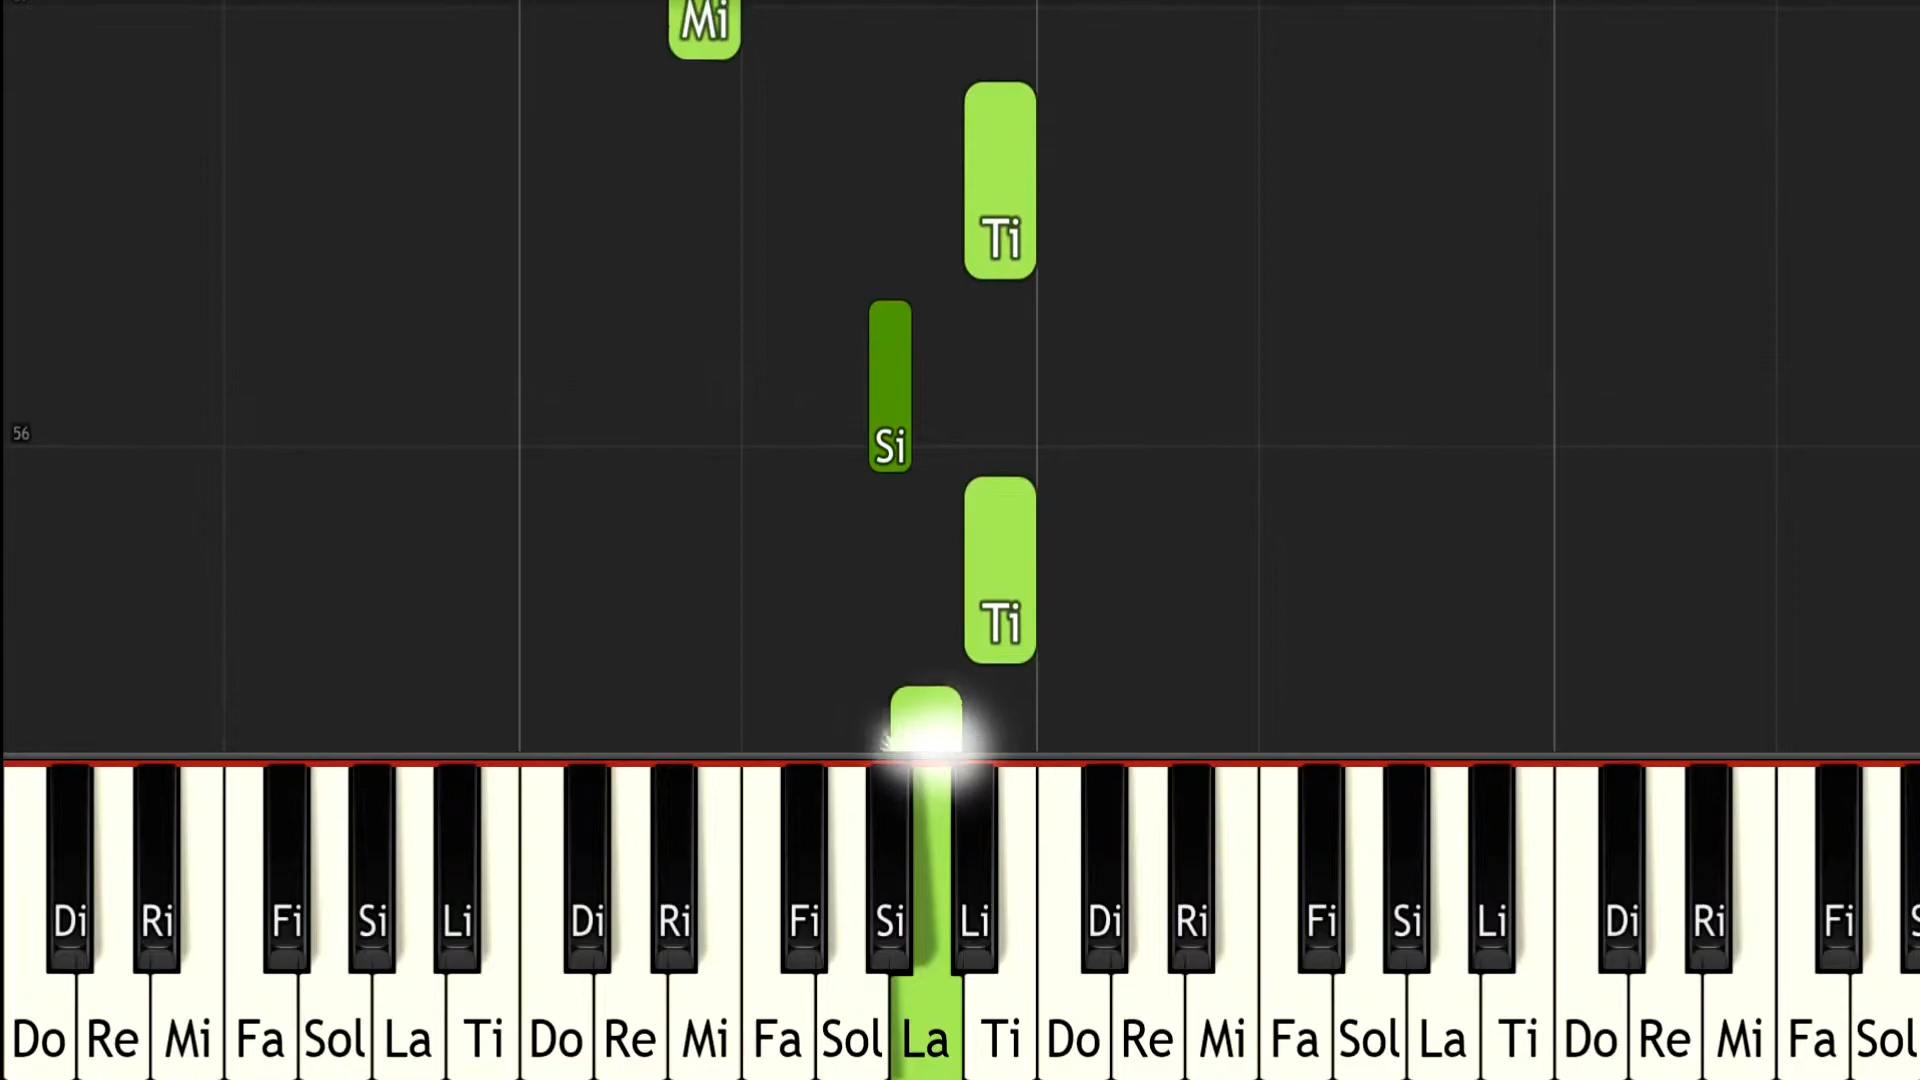 Mi
Ti
Si
56
Ti
Di Ri Fi Si Li Di Ri Fi Si Li Di Ri Fi Si Li Di Ri Fi S
Do Re Mi Fa Sol La Ti Do Re Mi Fa Sol La Ti Do Re Mi Fa Sol La Ti Do Re Mi Fa Sol